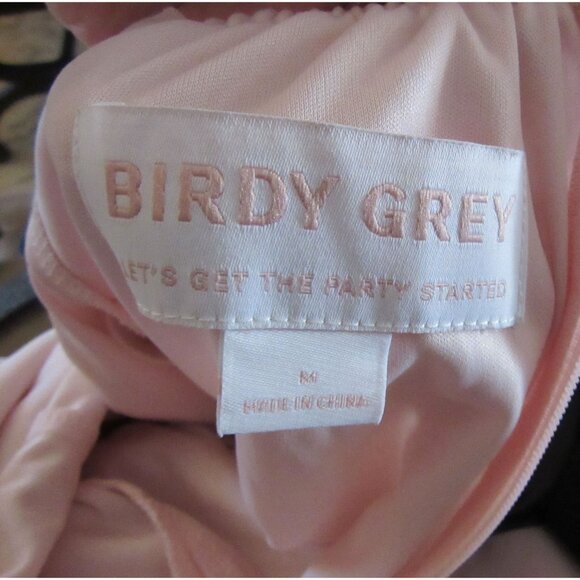 BIRDY GREY
LET'S GET THE PARTY STARTED
M
MADE IN CHINA